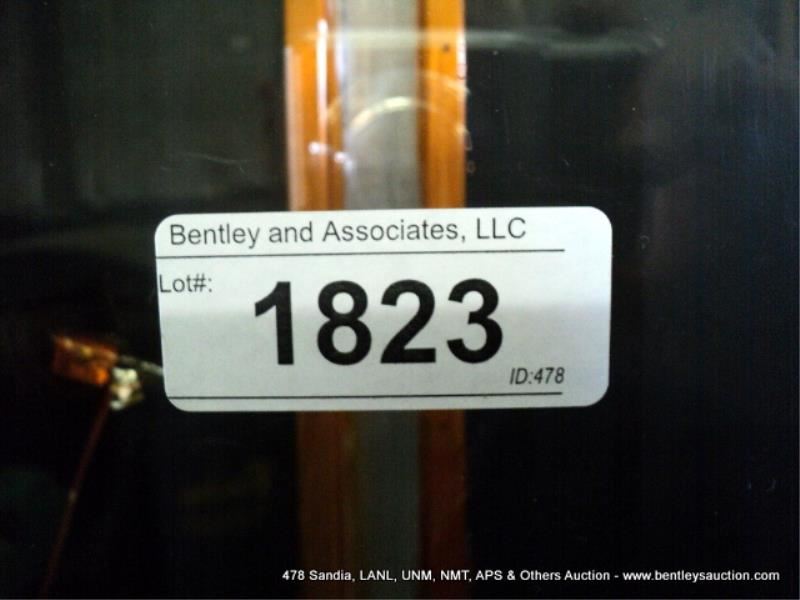 Bentley and Associates, LLC
Lot#:
1823
ID:478
478 Sandia, LANL, UNM, NMT, APS & Others Auction - www.bentleysauction.com